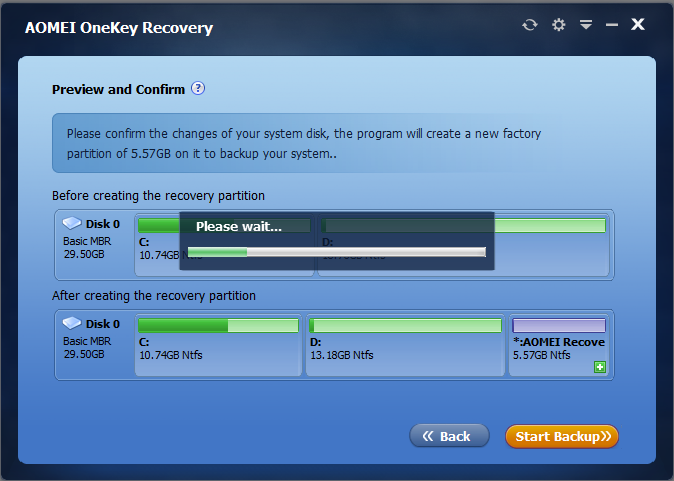 AOMEI OneKey Recovery
Preview and Confirm ?
Please confirm the changes of your system disk, the program will create a new factory
partition of 5.57GB on it to backup your system..
Before creating the recovery partition
Disk 0
Basic MBR
29.50GB
C:
10.74GB Ntfs
D:
Please wait...
After creating the recovery partition
Disk 0
Basic MBR
29.50GB
C:
10.74GB Ntfs
D:
13.18GB Ntfs
*:AOMEI Recove
5.57GB Ntfs
Back
Start Backup